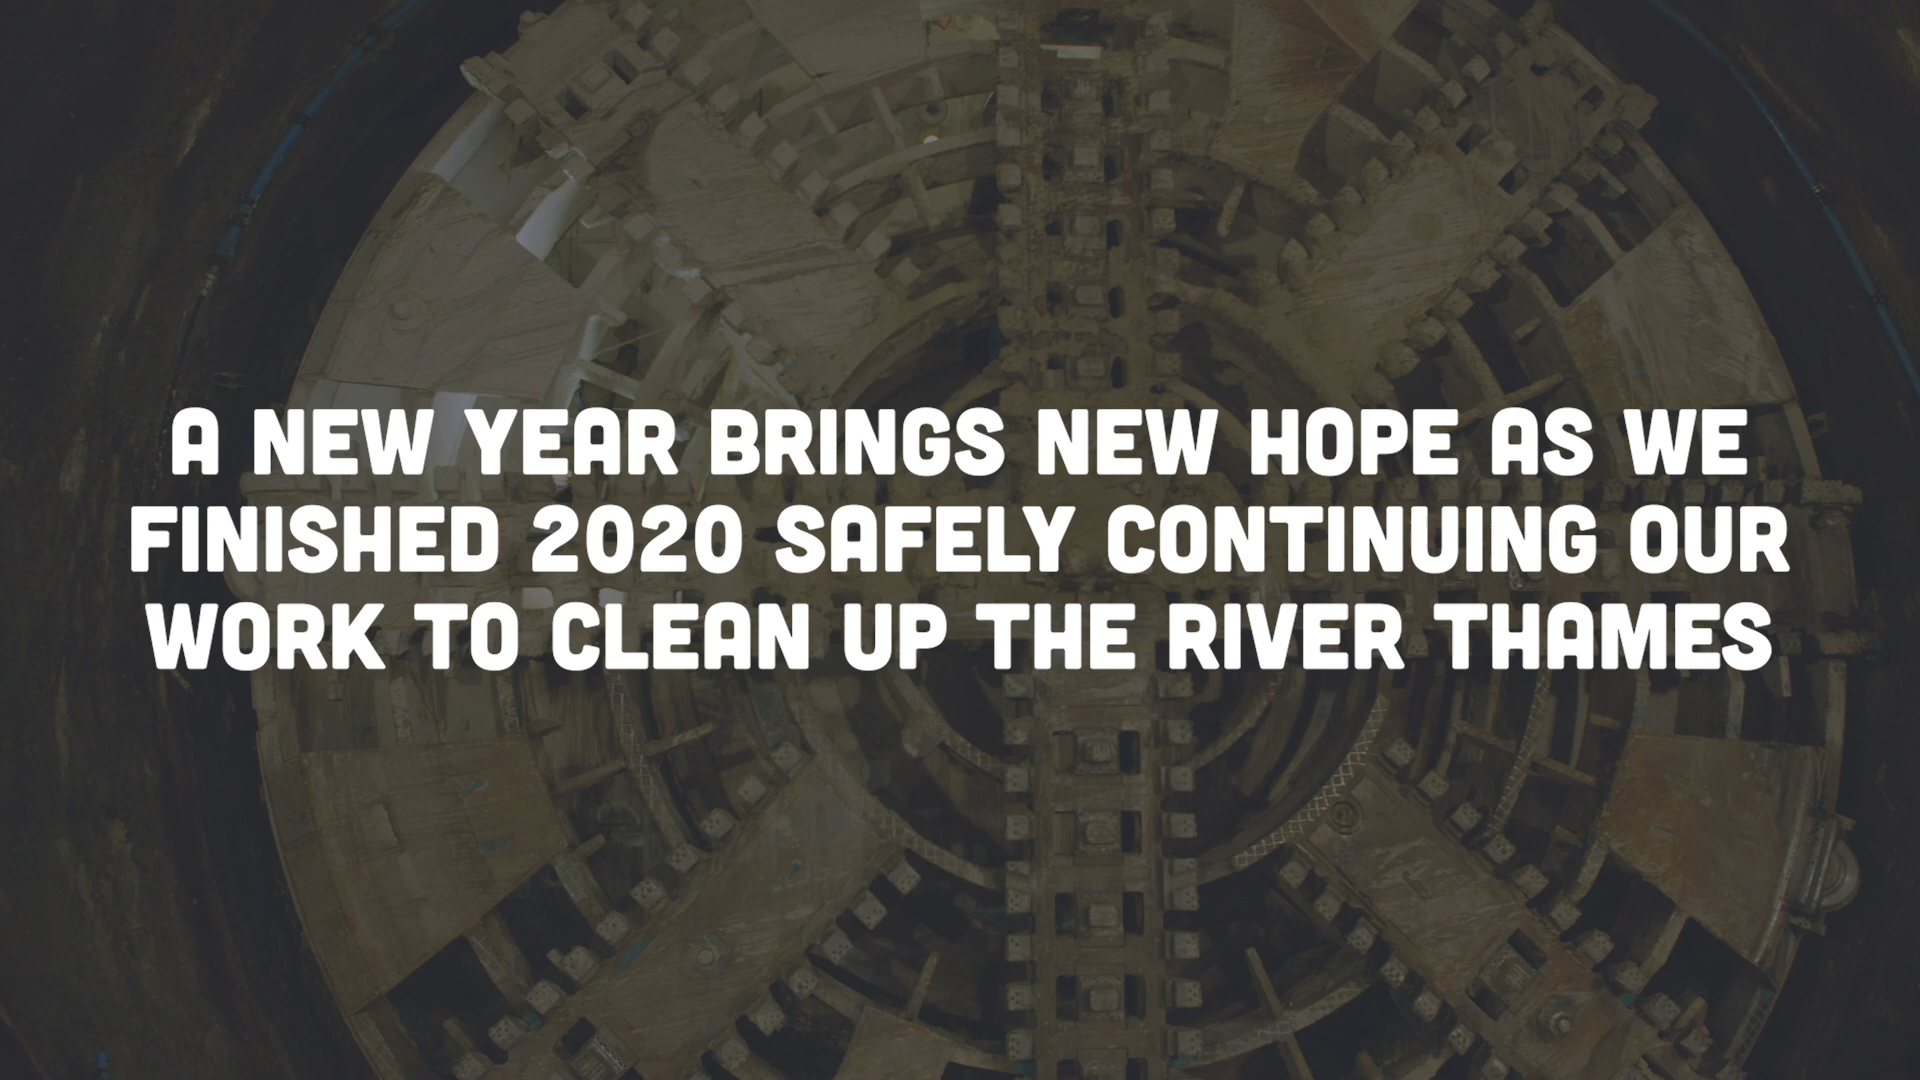 A NEW YEAR BRINGS NEW HOPE AS WE
FINISHED 2020 SAFELY CONTINUING OUR
WORK TO CLEAN UP THE RIVER THAMES